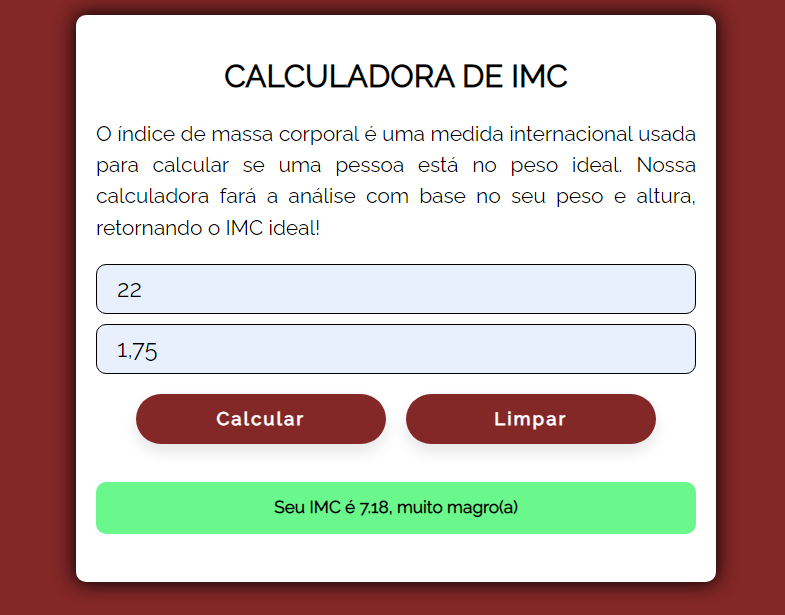 CALCULADORA DE IMC
O índice de massa corporal é uma medida internacional usada
para calcular se uma pessoa está no peso ideal. Nossa
calculadora fará a análise com base no seu peso e altura,
retornando o IMC ideal!
22
1,75
Calcular
Limpar
Seu IMC é 7.18, muito magro(a)